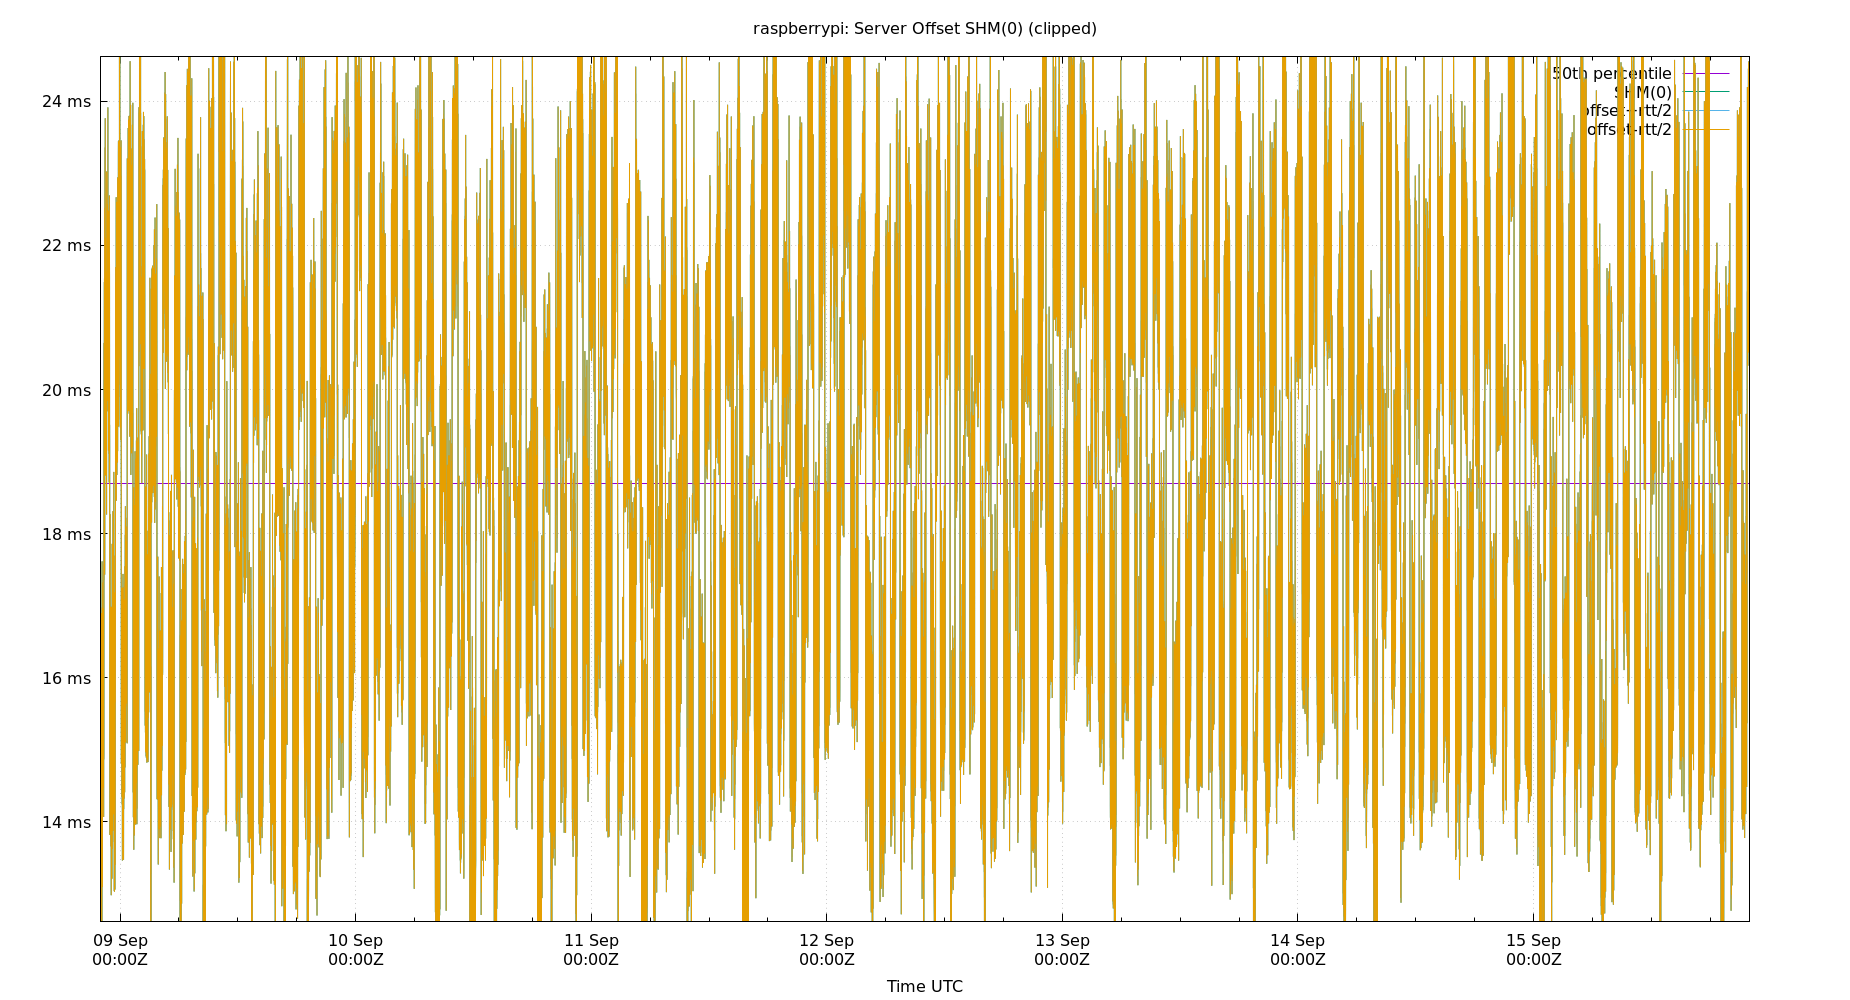 raspberrypi: Server Offset SHM(0) (clipped)
50th percentile
SHM(0)
offset+rtt/2
offset-rtt/2
24 ms
22 ms
20 ms
18 ms
16 ms
14 ms
09 Sep
00:00Z
10 Sep
00:00Z
11 Sep
00:00Z
12 Sep
00:00Z
13 Sep
00:00Z
14 Sep
00:00Z
15 Sep
00:00Z
Time UTC